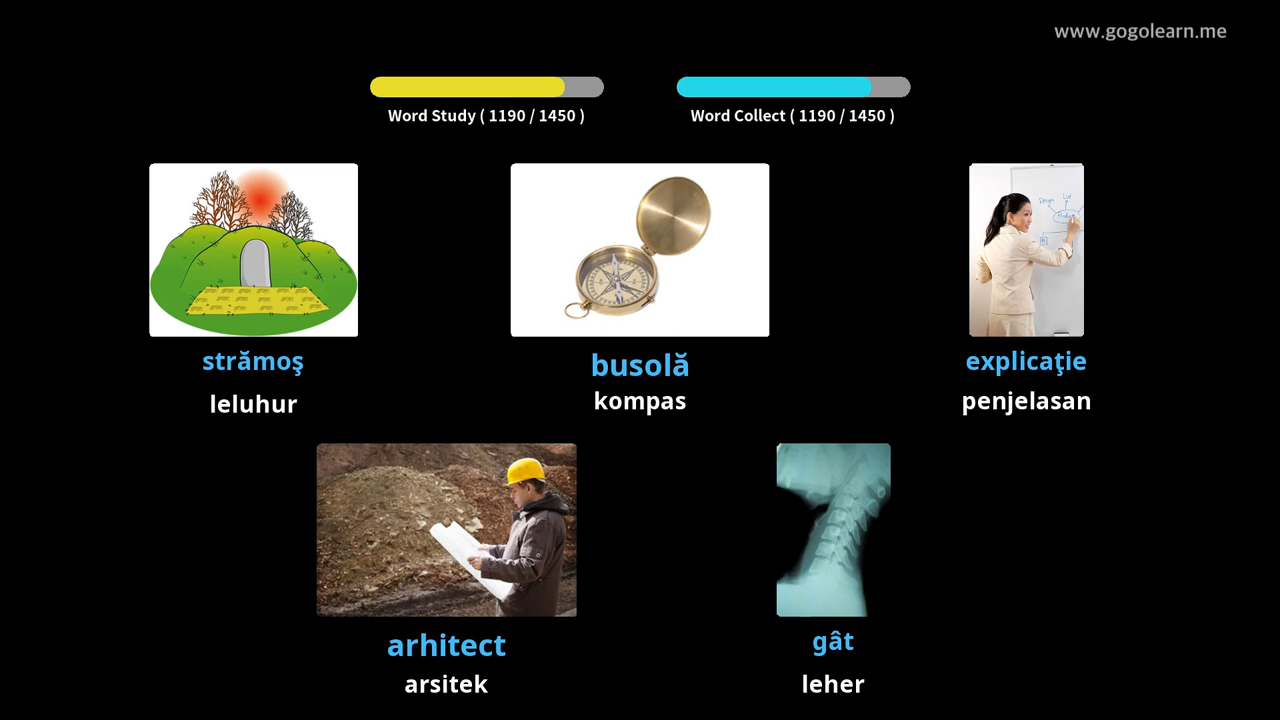 www.gogolearn.me
Word Study ( 1190 / 1450 )
Word Collect ( 1190 / 1450 )
strămoş
busolă
explicaţie
leluhur
kompas
penjelasan
arhitect
gât
arsitek
leher